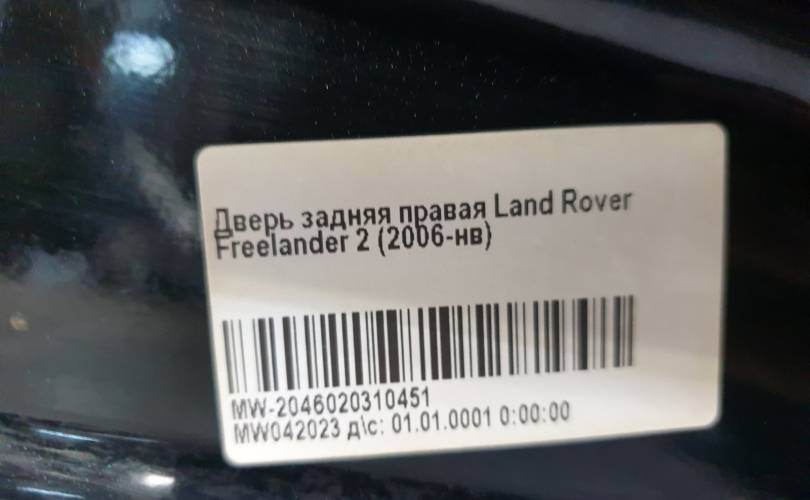 Дверь задняя правая Land Rover
Freelander 2 (2006-нв)
MW-2046020310451
MW042023 д\с: 01.01.0001 0:00:00